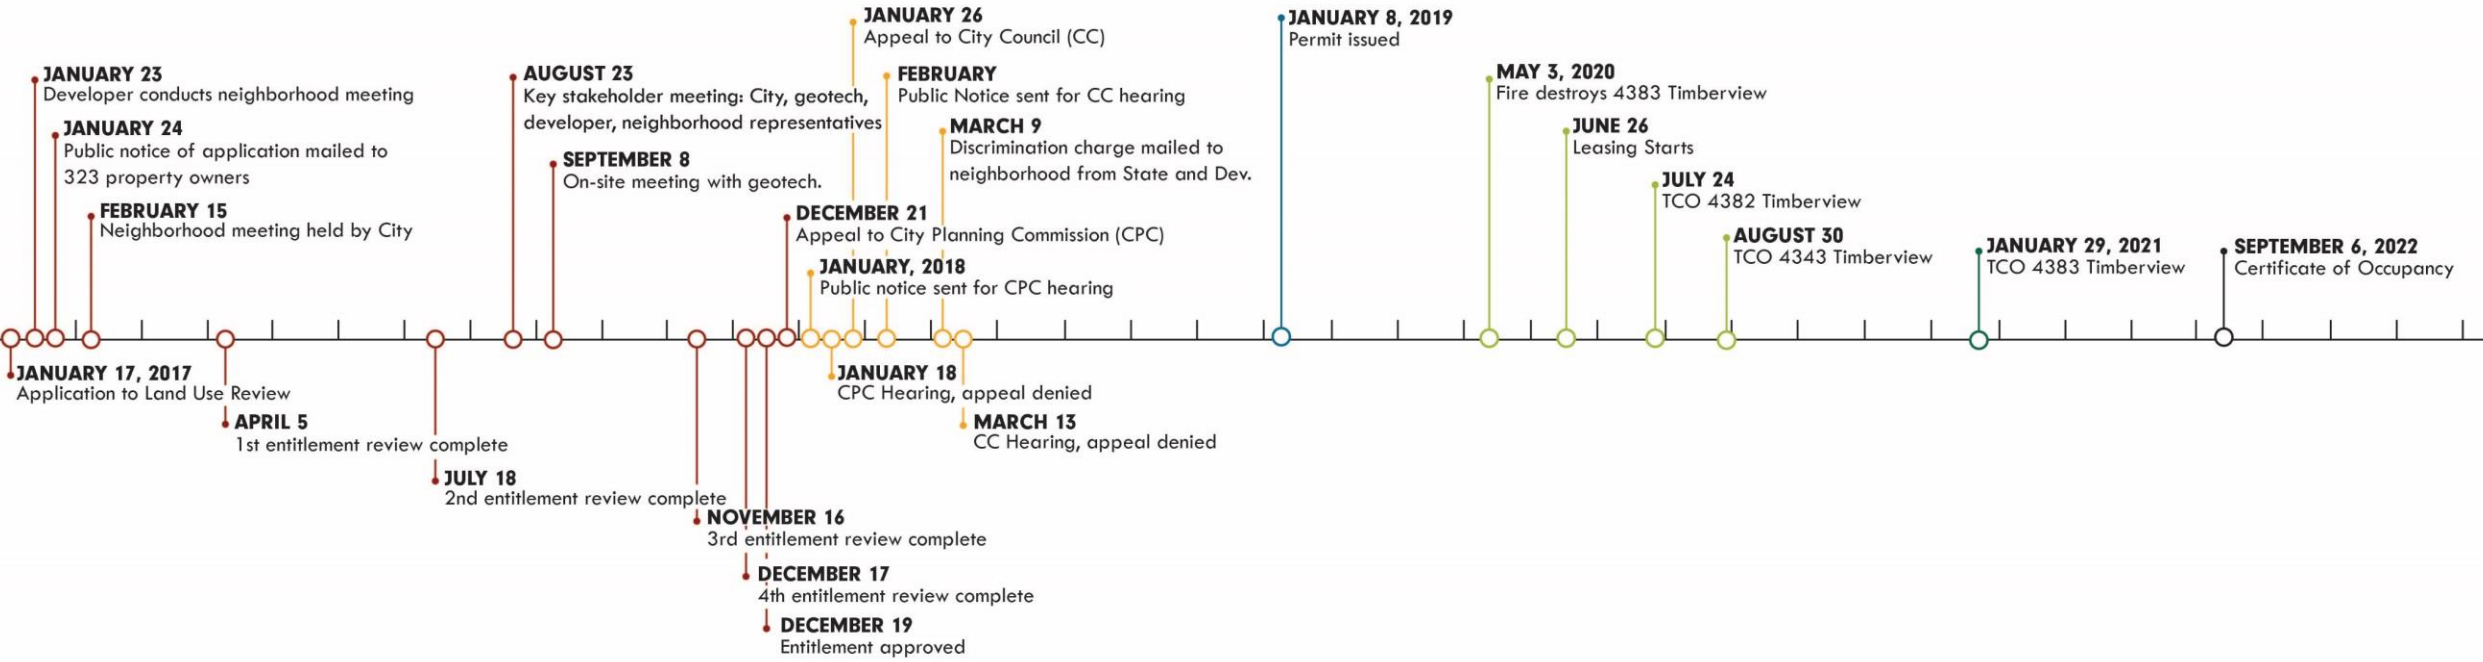 JANUARY 26
Appeal to City Council (CC)
JANUARY 8, 2019
Permit issued
JANUARY 23
Developer conducts neighborhood meeting
AUGUST 23
Key stakeholder meeting: City, geotech,
developer, neighborhood representatives
FEBRUARY
Public Notice sent for CC hearing
MAY 3, 2020
Fire destroys 4383 Timberview
JANUARY 24
Public notice of application mailed to
323 property owners
MARCH 9
Discrimination charge mailed to
neighborhood from State and Dev.
JUNE 26
Leasing Starts
SEPTEMBER 8
On-site meeting with geotech.
JULY 24
TCO 4382 Timberview
FEBRUARY 15
Neighborhood meeting held by City
DECEMBER 21
Appeal to City Planning Commission (CPC)
AUGUST 30
TCO 4343 Timberview
JANUARY 29, 2021
TCO 4383 Timberview
SEPTEMBER 6, 2022
Certificate of Occupancy
JANUARY, 2018
Public notice sent for CPC hearing
JANUARY 17, 2017
Application to Land Use Review
JANUARY 18
CPC Hearing, appeal denied
APRIL 5
1st entitlement review complete
MARCH 13
CC Hearing, appeal denied
JULY 18
2nd entitlement review complete
NOVEMBER 16
3rd entitlement review complete
DECEMBER 17
4th entitlement review complete
DECEMBER 19
Entitlement approved